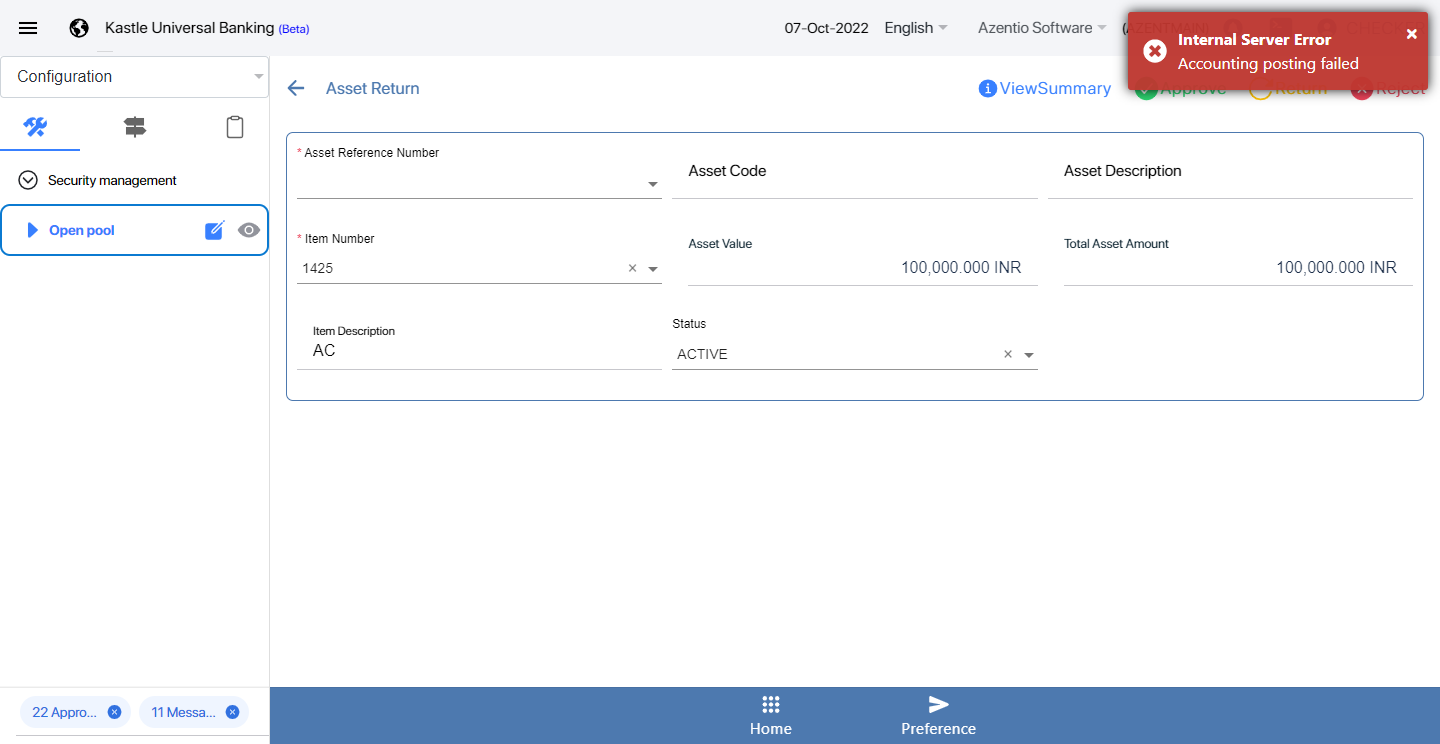 Kastle Universal Banking (Beta)
07-Oct-2022 English Azentio Software
Internal Server Error
Accounting posting failed
Configuration
Asset Return
ViewSummary
Approve
Return
Reject
Security management
Open pool
* Asset Reference Number
Asset Code
Asset Description
* Item Number
1425
Asset Value
100,000.000 INR
Total Asset Amount
100,000.000 INR
Item Description
AC
Status
ACTIVE
22 Appro...
11 Messa...
Home
Preference